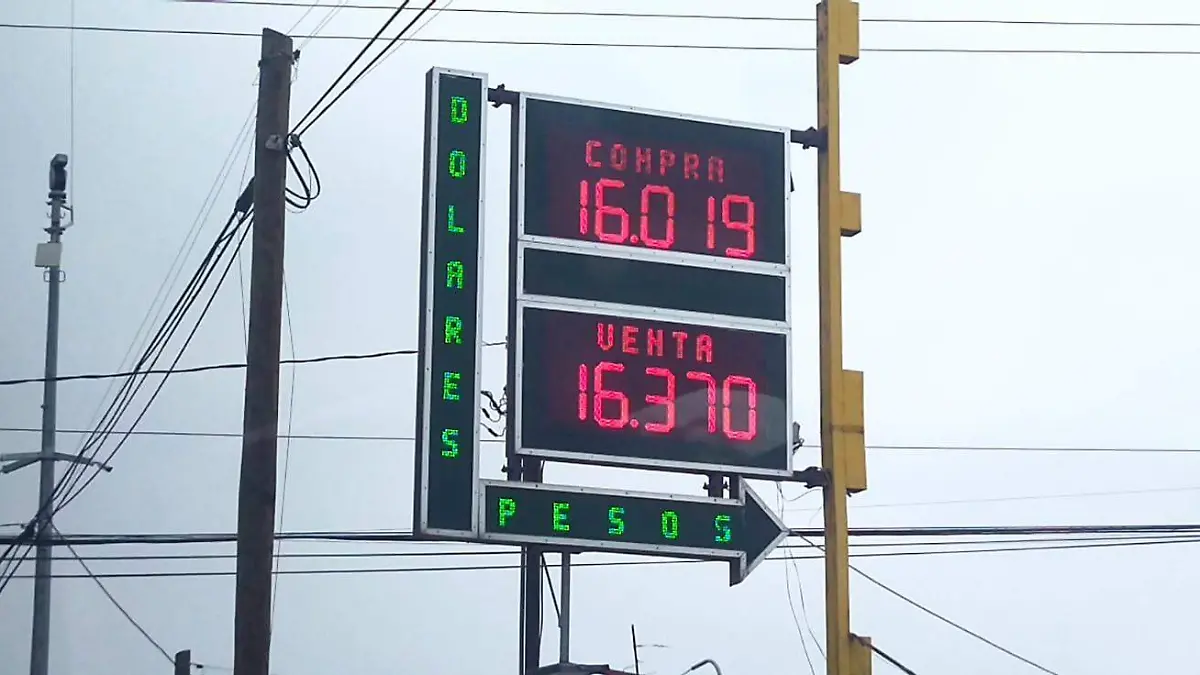 DOLARES
COMPRA
16.019
VENTA
16.370
PESOS